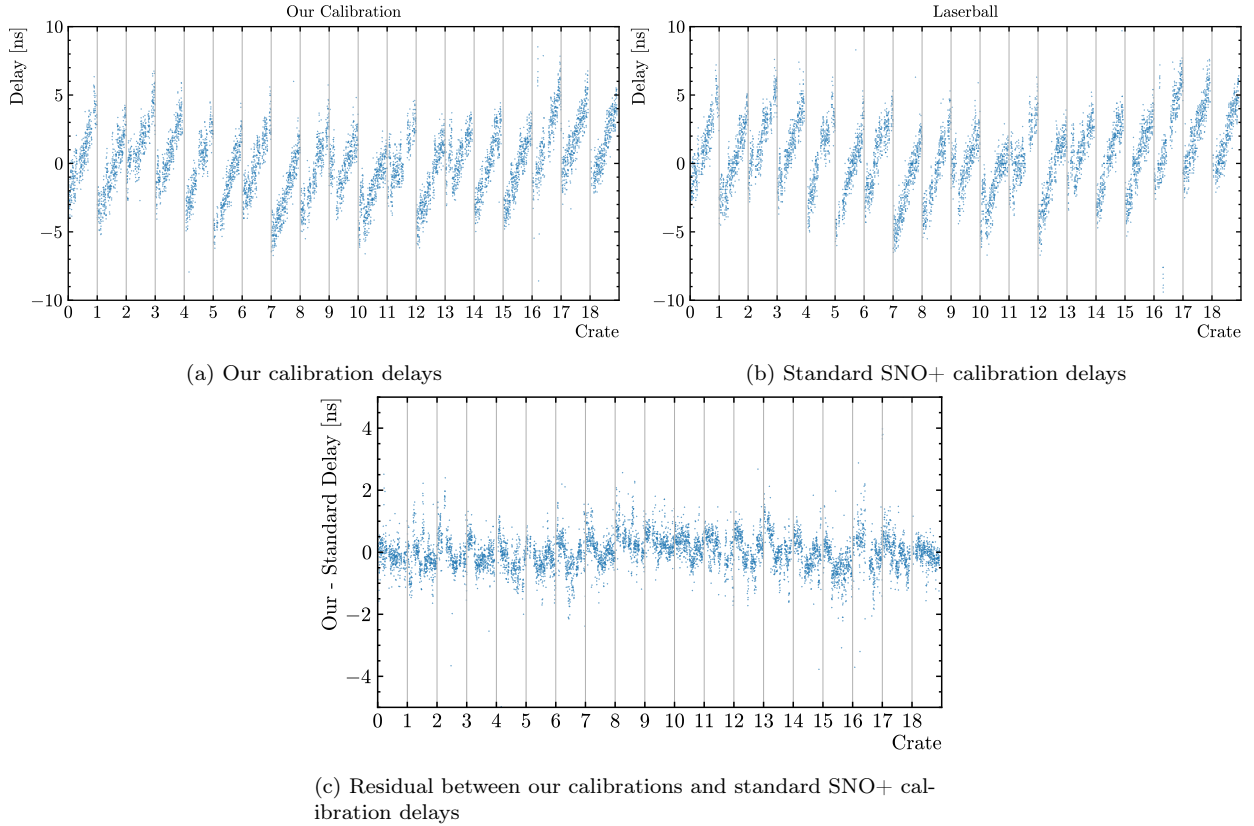 Our Calibration
Delay [ns]
10
5
0
−5
−10
0 1 2 3 4 5 6 7 8 9 10 11 12 13 14 15 16 17 18
Crate
(a) Our calibration delays
Laserball
Delay [ns]
10
5
0
−5
−10
0 1 2 3 4 5 6 7 8 9 10 11 12 13 14 15 16 17 18
Crate
(b) Standard SNO+ calibration delays
Our - Standard Delay [ns]
4
2
0
−2
−4
0 1 2 3 4 5 6 7 8 9 10 11 12 13 14 15 16 17 18
Crate
(c) Residual between our calibrations and standard SNO+ cal-
ibration delays